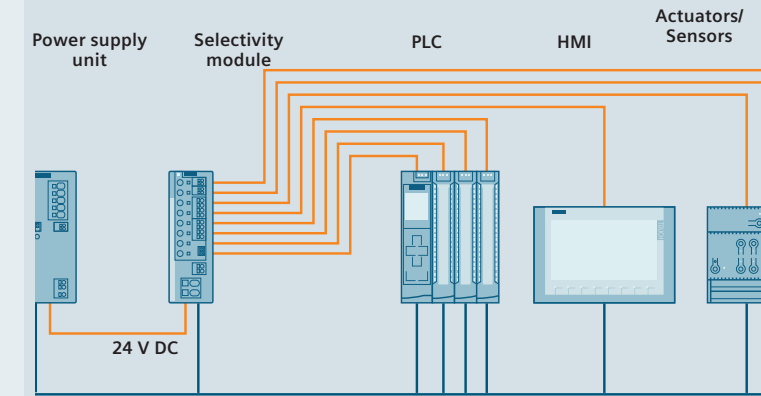 Power supply
unit
Selectivity
module
PLC
HMI
Actuators/
Sensors
24 V DC